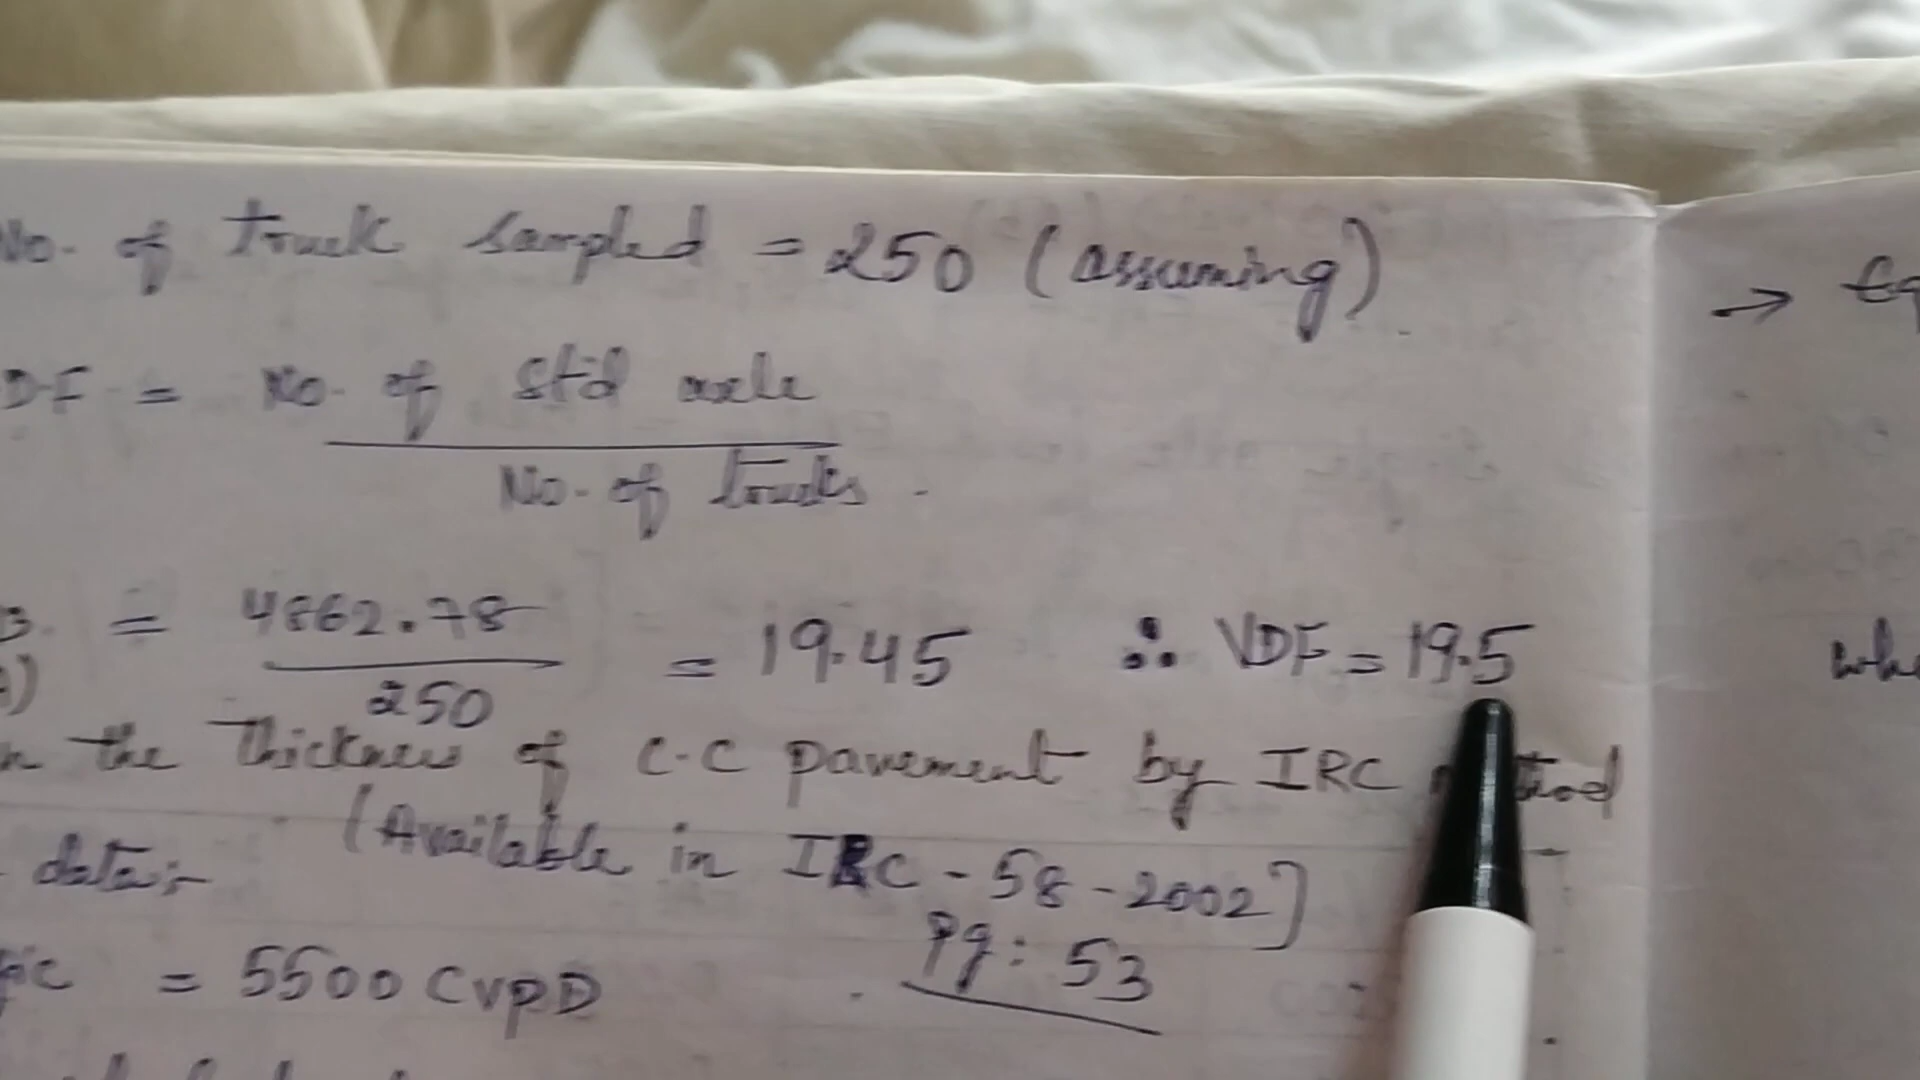 No. of truck sampled = 250 (assuming)
DF = No. of std axle
No. of trucks.
= 4862.78
250
= 19.45 ∴ VDF = 19.5
the thickness of C.C pavement by IRC
data:-
(Available in IRC - 58 - 2002]
Pg: 53
= 5500 CVPD
→